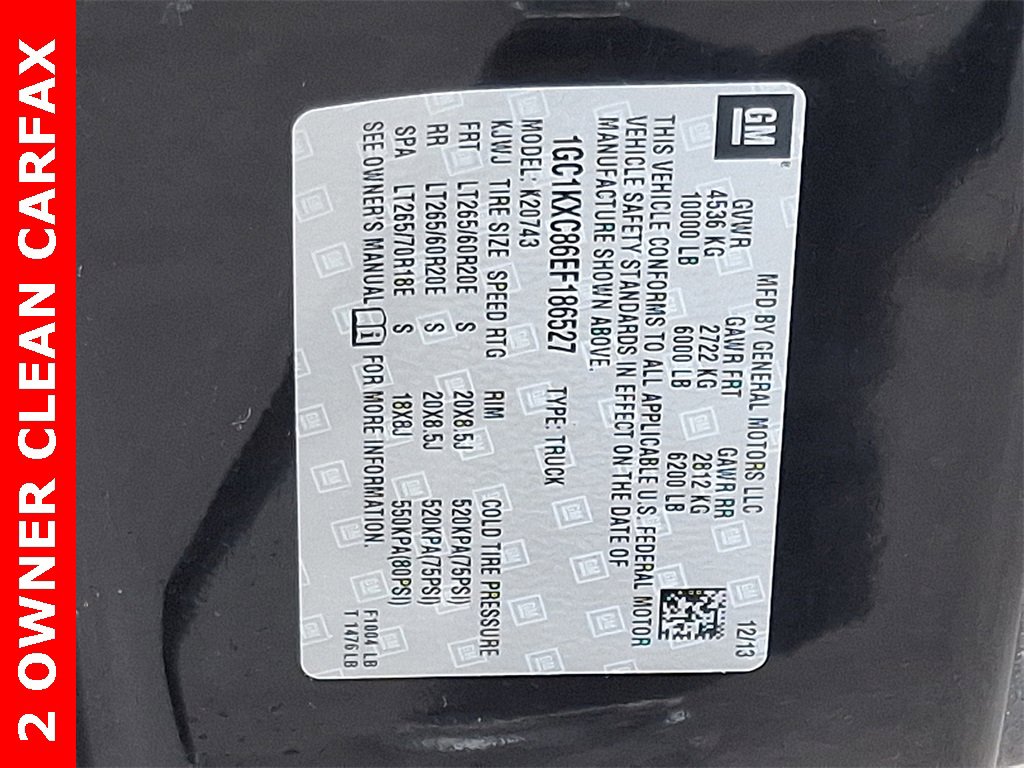 2 OWNER CLEAN CARFAX
GM
®
MFD BY GENERAL MOTORS LLC 12/13
GVWR GAWR FRT GAWR RR
4536 KG 2722 KG 2812 KG
10000 LB 6000 LB 6200 LB
THIS VEHICLE CONFORMS TO ALL APPLICABLE U.S. FEDERAL MOTOR
VEHICLE SAFETY STANDARDS IN EFFECT ON THE DATE OF
MANUFACTURE SHOWN ABOVE.
1GC1KXC86EF186527 TYPE: TRUCK
MODEL: K20743
KJWJ TIRE SIZE SPEED RTG RIM COLD TIRE PRESSURE
FRT LT265/60R20E S 20X8.5J 520KPA(75PSI)
RR LT265/60R20E S 20X8.5J 520KPA(75PSI)
SPA LT265/70R18E S 18X8J 550KPA(80PSI)
SEE OWNER'S MANUAL i FOR MORE INFORMATION.
F1004 LB
T 1476 LB